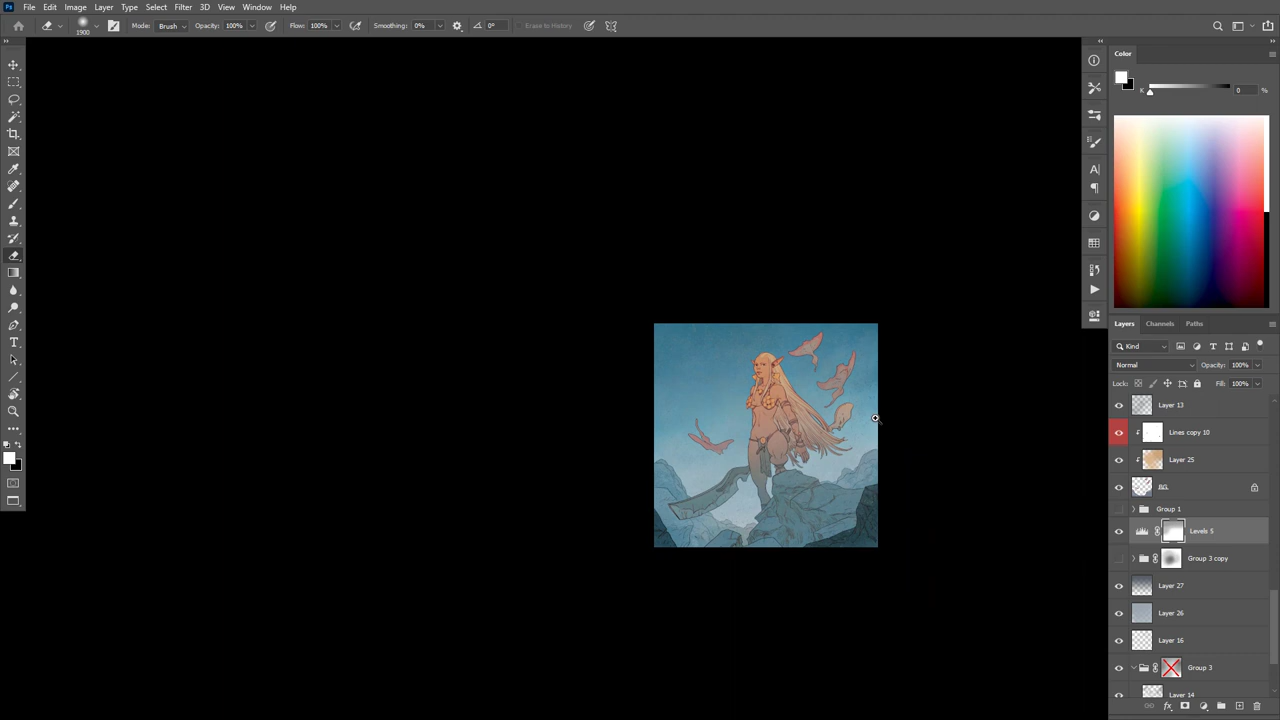 Ps File Edit Image Layer Type Select Filter 3D View Window Help
1900 Mode: Brush Opacity: 100% Flow: 100% Smoothing: 0% 0° Erase to History
Color
K 0 %
Layers Channels Paths
Kind
Normal Opacity: 100%
Lock: Fill: 100%
Layer 13
Lines copy 10
Layer 25
BG
Group 1
Levels 5
Group 3 copy
Layer 27
Layer 26
Layer 16
Group 3
Layer 14
fx